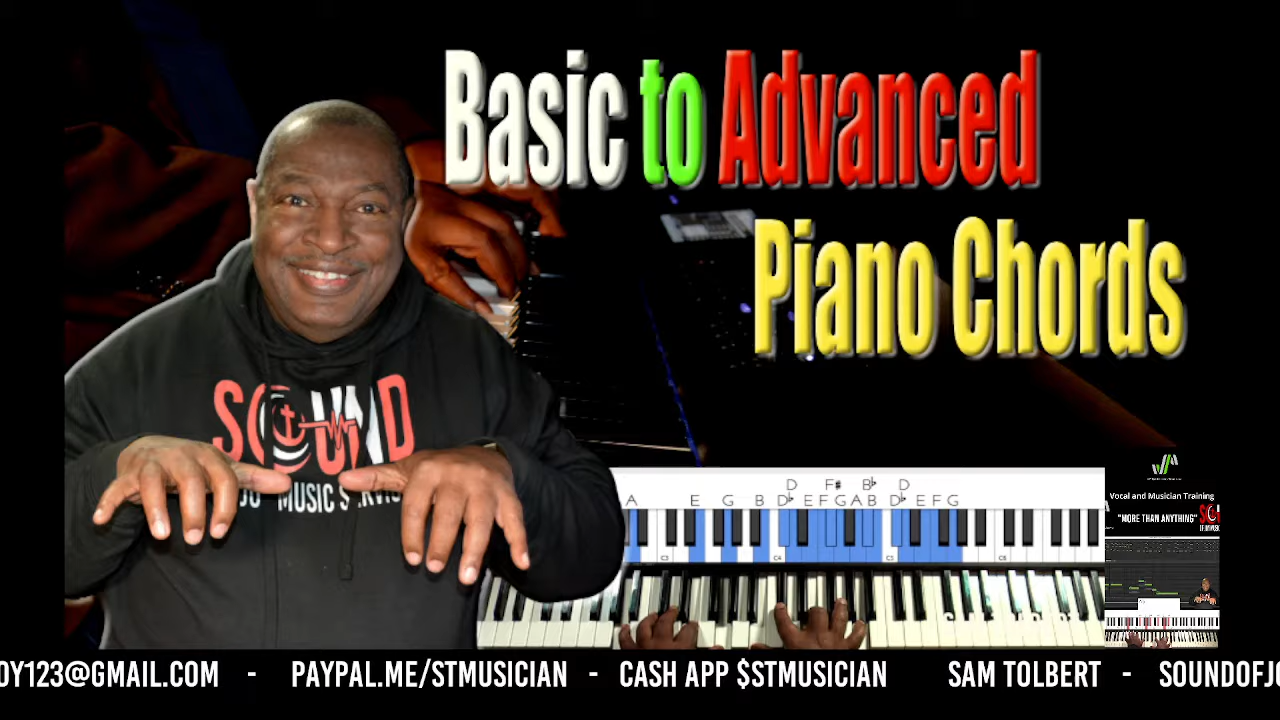 Basic to Advanced
Piano Chords
SOUND
MUSIC
D F# B♭ D
A E G B D♭ E F G A B D♭ E F G
C3 C4 C5 C6
Vocal and Musician Training
"MORE THAN ANYTHING"
OY123@GMAIL.COM - PAYPAL.ME/STMUSICIAN - CASH APP $STMUSICIAN SAM TOLBERT - SOUNDOFJO